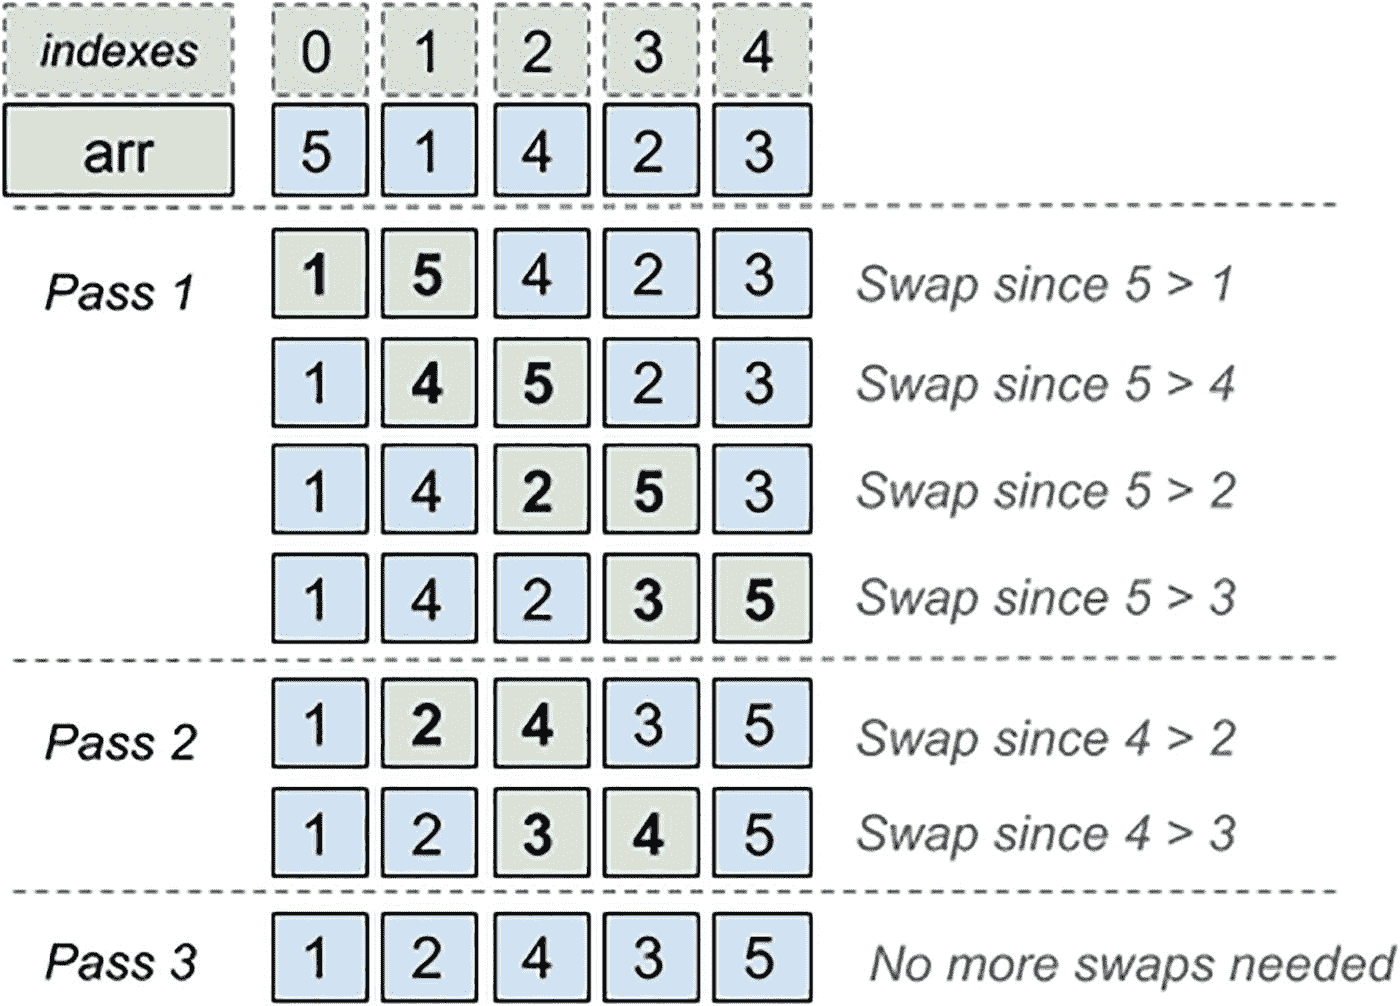 indexes 0 1 2 3 4
arr 5 1 4 2 3
Pass 1 1 5 4 2 3 Swap since 5 > 1
1 4 5 2 3 Swap since 5 > 4
1 4 2 5 3 Swap since 5 > 2
1 4 2 3 5 Swap since 5 > 3
Pass 2 1 2 4 3 5 Swap since 4 > 2
1 2 3 4 5 Swap since 4 > 3
Pass 3 1 2 4 3 5 No more swaps needed